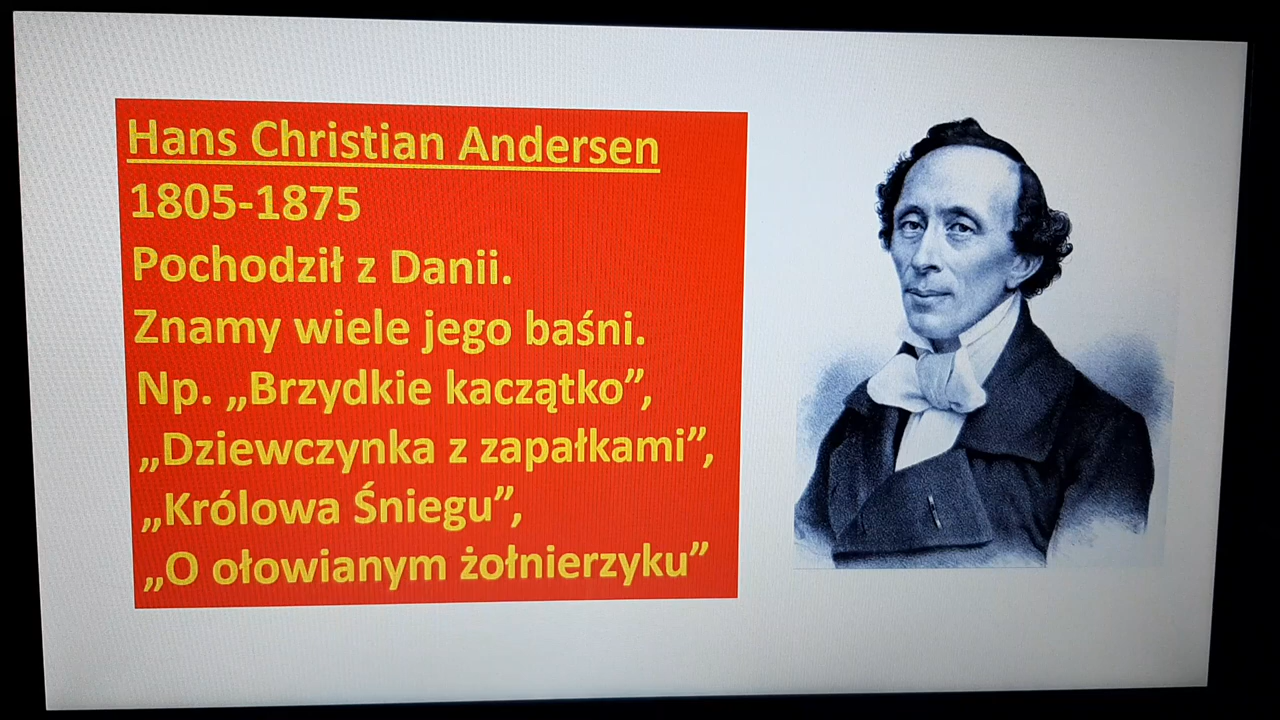 Hans Christian Andersen
1805-1875
Pochodził z Danii.
Znamy wiele jego baśni.
Np. „Brzydkie kaczątko”,
„Dziewczynka z zapałkami”,
„Królowa Śniegu”,
„O ołowianym żołnierzyku”